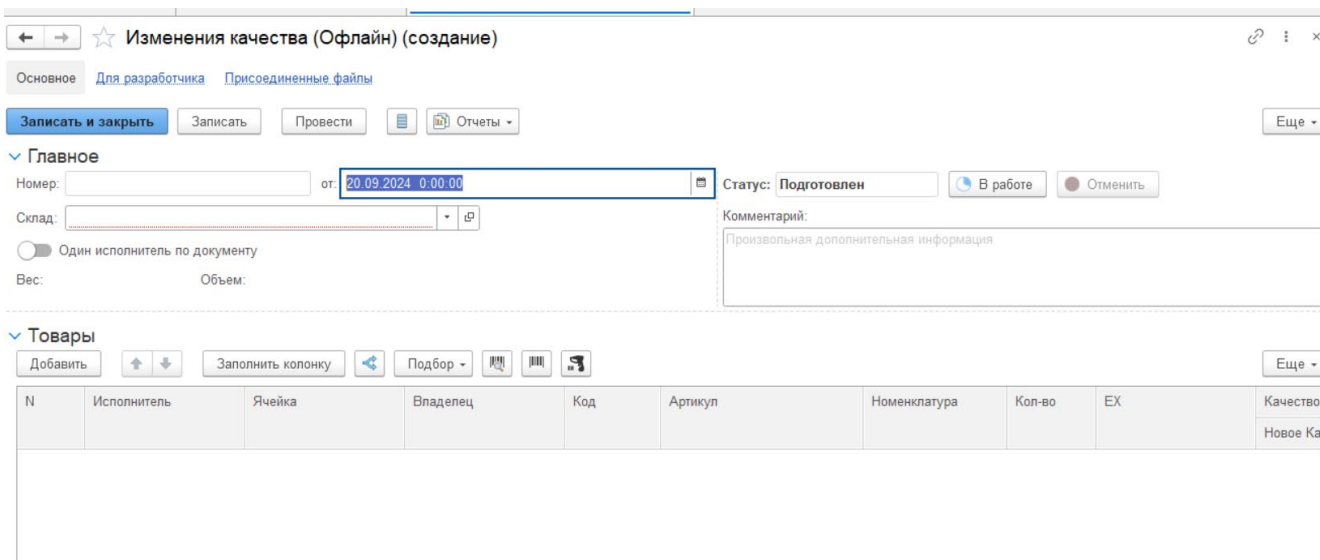 Изменения качества (Офлайн) (создание)
Основное Для разработчика Присоединенные файлы
Записать и закрыть Записать Провести Отчеты Еще
Главное
Номер: от: 20.09.2024 0:00:00 Статус: Подготовлен В работе Отменить
Склад: Комментарий:
Произвольная дополнительная информация
Один исполнитель по документу
Вес: Объем:
Товары
Добавить Заполнить колонку Подбор Еще
N Исполнитель Ячейка Владелец Код Артикул Номенклатура Кол-во EX Качество
Новое Ка